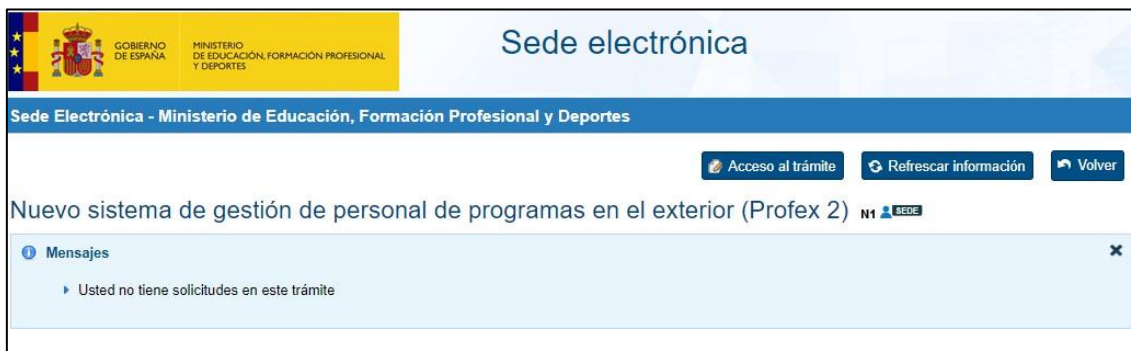 GOBIERNO
DE ESPAÑA
MINISTERIO
DE EDUCACIÓN, FORMACIÓN PROFESIONAL
Y DEPORTES
Sede electrónica
Sede Electrónica - Ministerio de Educación, Formación Profesional y Deportes
Acceso al trámite
Refrescar información
Volver
Nuevo sistema de gestión de personal de programas en el exterior (Profex 2) N1 SEDE
Mensajes
Usted no tiene solicitudes en este trámite